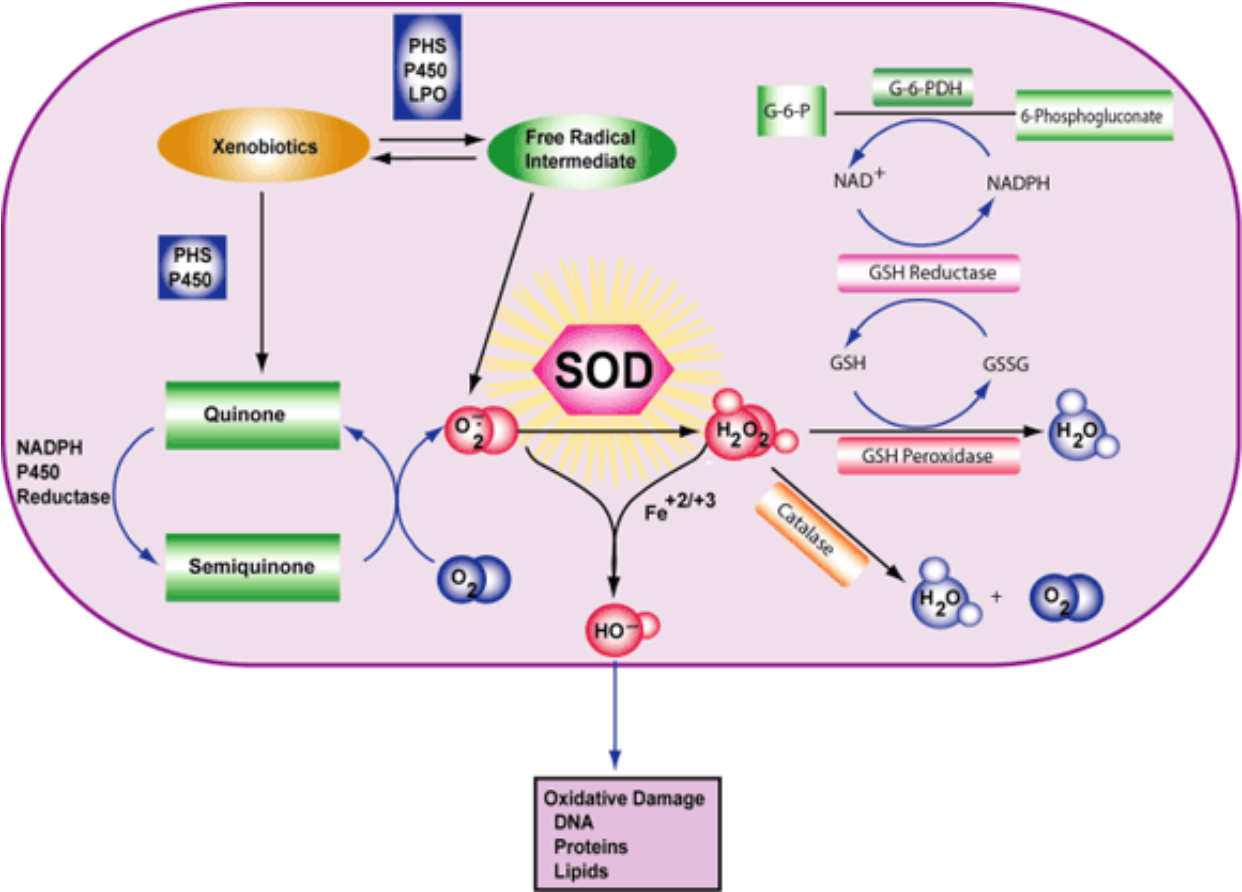 PHS
P450
LPO
Xenobiotics
Free Radical
Intermediate
G-6-PDH
G-6-P
6-Phosphogluconate
NAD+
NADPH
PHS
P450
GSH Reductase
SOD
GSH
GSSG
Quinone
O2-
H2O2
H2O
GSH Peroxidase
NADPH
P450
Reductase
Fe+2/+3
Catalase
Semiquinone
O2
H2O
+
O2
HO–
Oxidative Damage
DNA
Proteins
Lipids